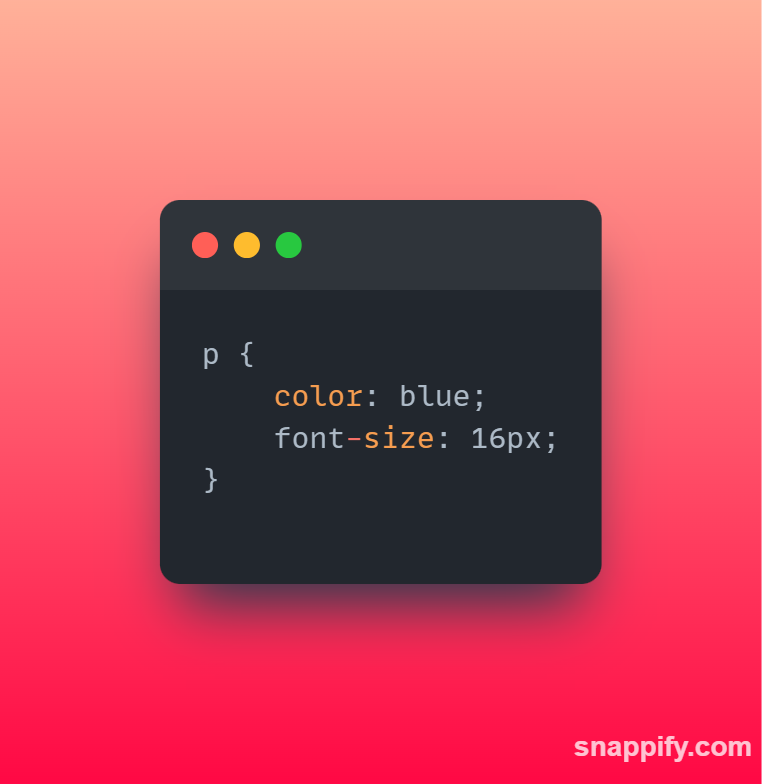 p {
    color: blue;
    font-size: 16px;
}
snappify.com